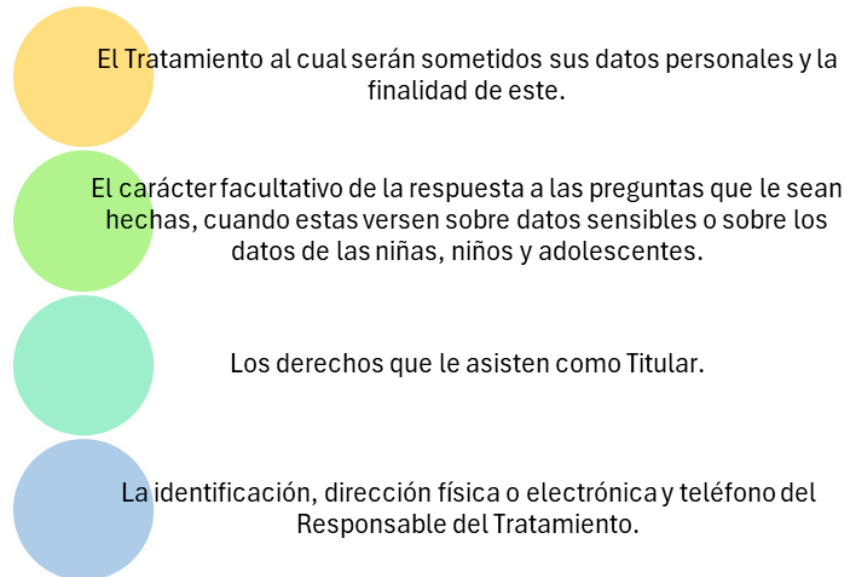 El Tratamiento al cual serán sometidos sus datos personales y la
finalidad de este.
El carácter facultativo de la respuesta a las preguntas que le sean
hechas, cuando estas versen sobre datos sensibles o sobre los
datos de las niñas, niños y adolescentes.
Los derechos que le asisten como Titular.
La identificación, dirección física o electrónica y teléfono del
Responsable del Tratamiento.